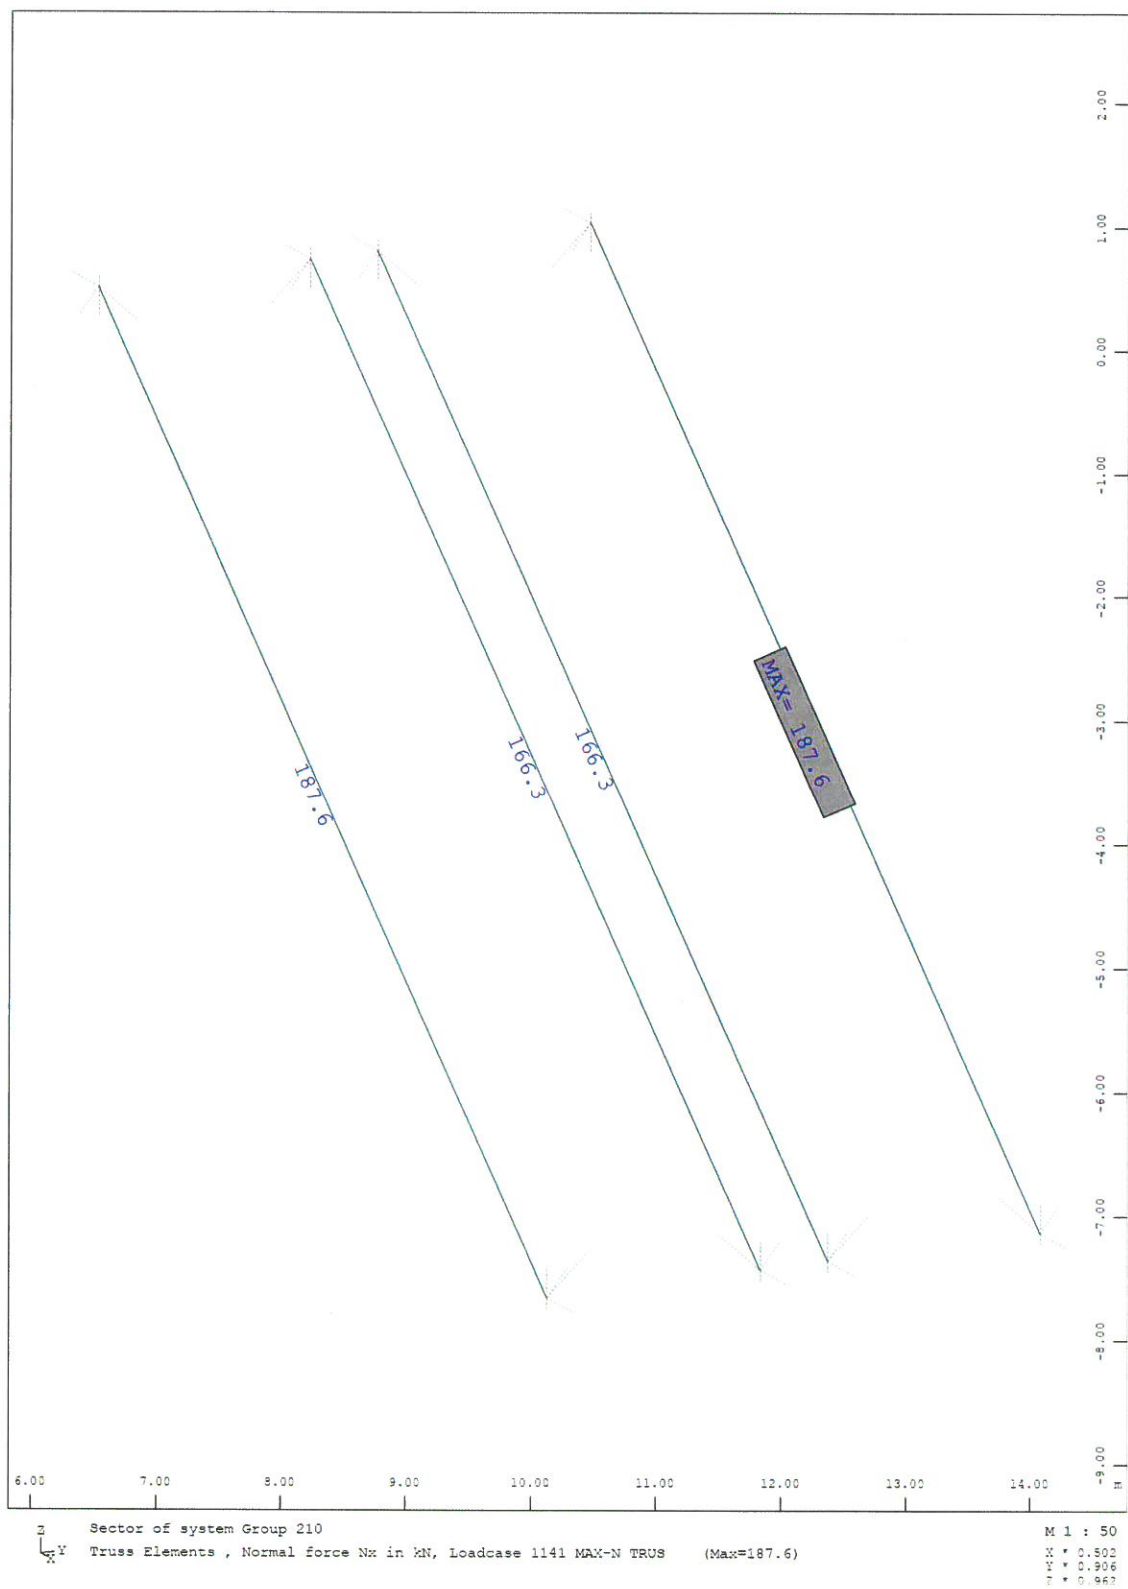 2.00
1.00
0.00
-1.00
-2.00
MAX= 187.6
-3.00
187.6
166.3
166.3
-4.00
-5.00
-6.00
-7.00
-8.00
-9.00
6.00 7.00 8.00 9.00 10.00 11.00 12.00 13.00 14.00 m
Z
Y
X
Sector of system Group 210
Truss Elements , Normal force Nx in kN, Loadcase 1141 MAX-N TRUS (Max=187.6)
M 1 : 50
X * 0.502
Y * 0.906
Z * 0.962